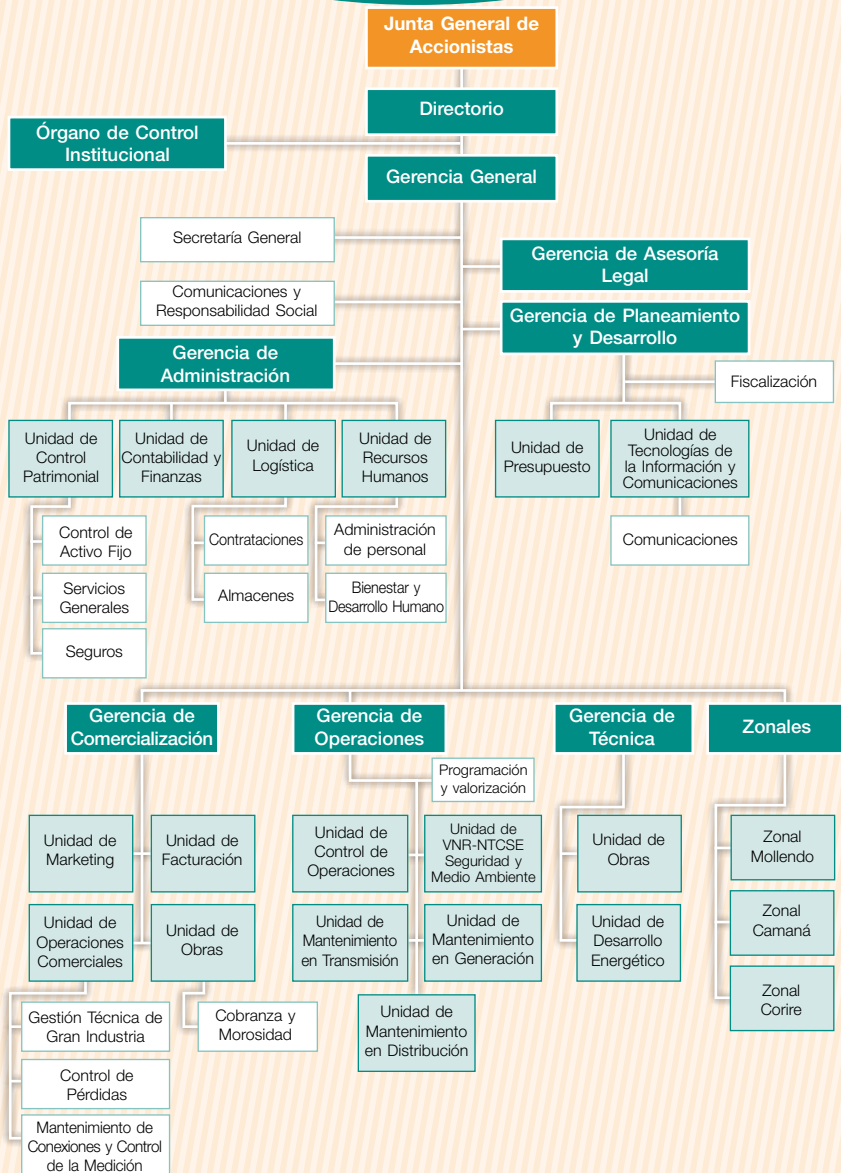 Junta General de
Accionistas
Directorio
Órgano de Control
Institucional
Gerencia General
Secretaría General
Gerencia de Asesoría
Legal
Comunicaciones y
Responsabilidad Social
Gerencia de Planeamiento
y Desarrollo
Gerencia de
Administración
Fiscalización
Unidad de
Control
Patrimonial
Unidad de
Contabilidad y
Finanzas
Unidad de
Logística
Unidad de
Recursos
Humanos
Unidad de
Presupuesto
Unidad de
Tecnologías de
la Información y
Comunicaciones
Control de
Activo Fijo
Servicios
Generales
Seguros
Contrataciones
Almacenes
Administración
de personal
Bienestar y
Desarrollo Humano
Comunicaciones
Gerencia de
Comercialización
Gerencia de
Operaciones
Gerencia de
Técnica
Zonales
Programación
y valorización
Unidad de
Marketing
Unidad de
Facturación
Unidad de
Operaciones
Comerciales
Unidad de
Obras
Gestión Técnica de
Gran Industria
Control de
Pérdidas
Mantenimiento de
Conexiones y Control
de la Medición
Cobranza y
Morosidad
Unidad de
Control de
Operaciones
Unidad de
VNR-NTCSE
Seguridad y
Medio Ambiente
Unidad de
Mantenimiento
en Transmisión
Unidad de
Mantenimiento
en Generación
Unidad de
Mantenimiento
en Distribución
Unidad de
Obras
Unidad de
Desarrollo
Energético
Zonal
Mollendo
Zonal
Camaná
Zonal
Corire